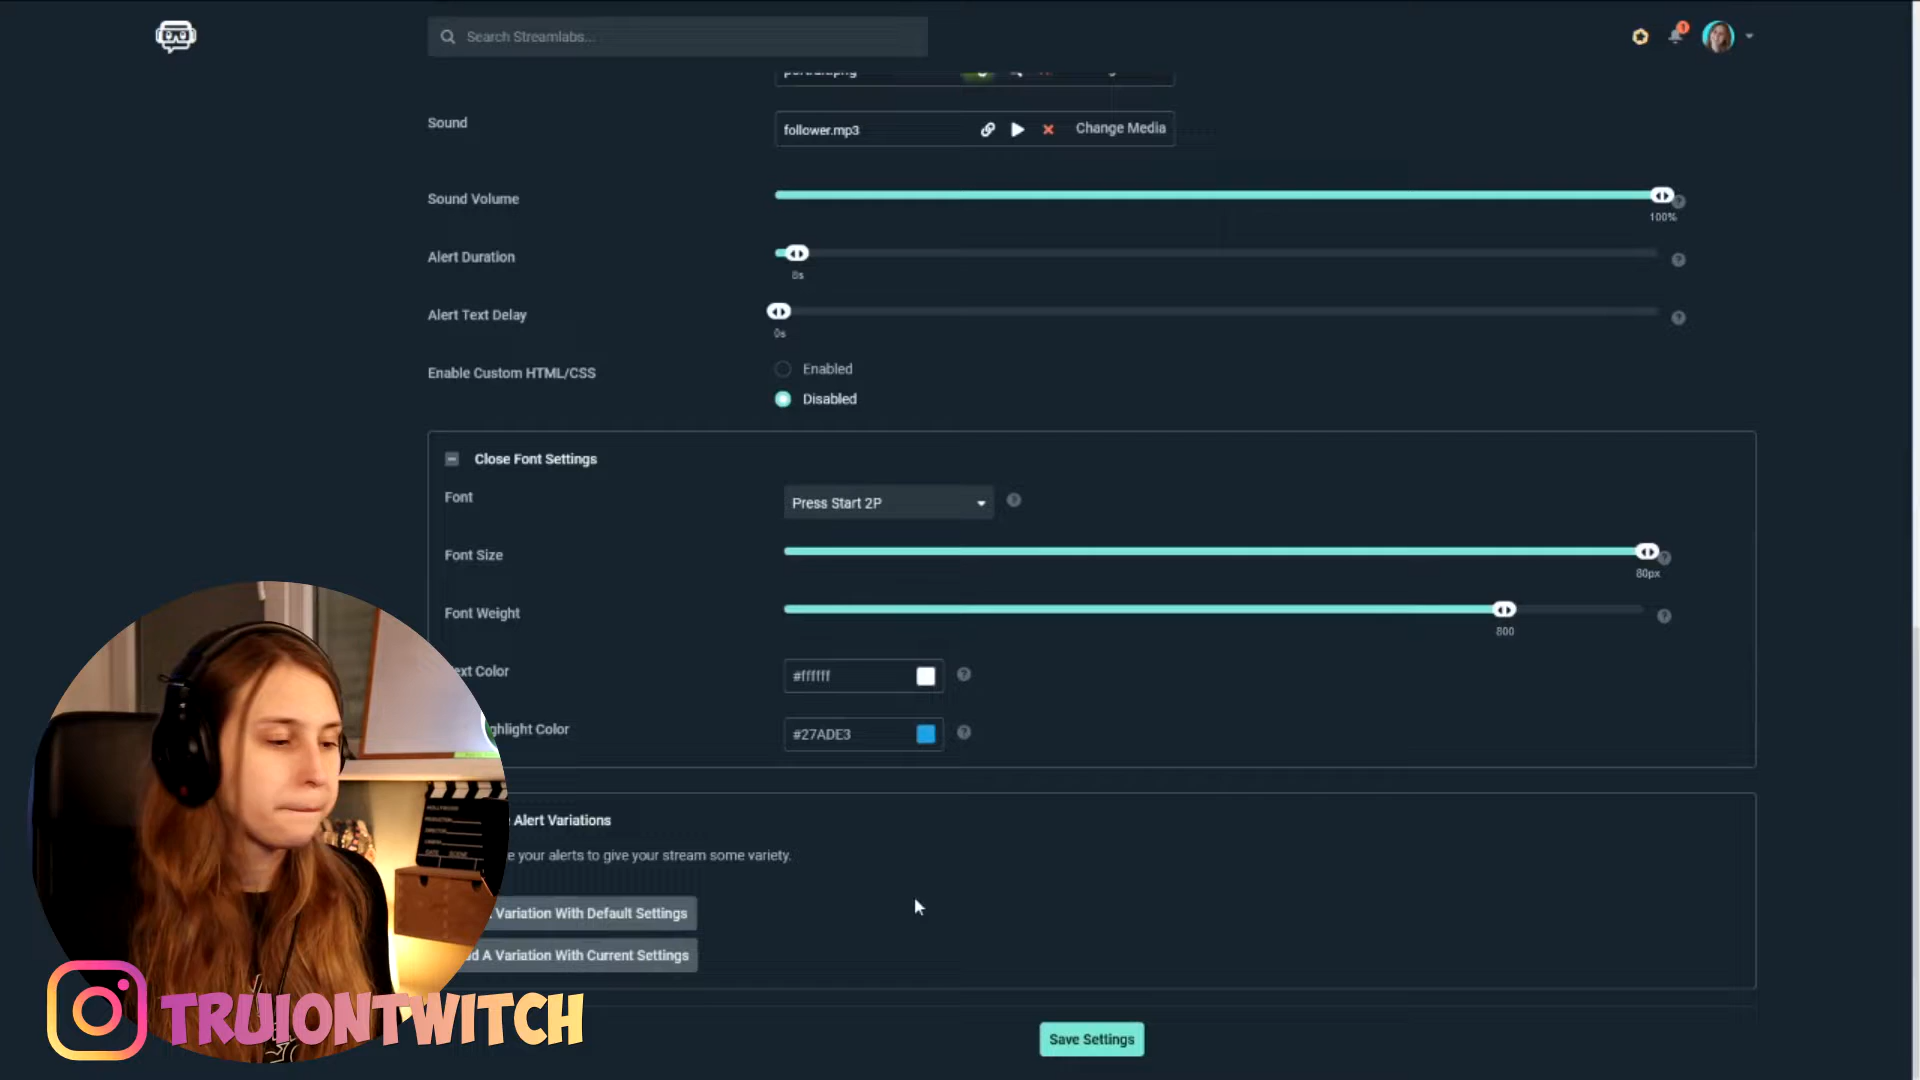 Search Streamlabs...
1
Sound
follower.mp3
Change Media
Sound Volume
100%
Alert Duration
8s
Alert Text Delay
0s
Enable Custom HTML/CSS
Enabled
Disabled
Close Font Settings
Font
Press Start 2P
Font Size
80px
Font Weight
800
ext Color
#ffffff
ghlight Color
#27ADE3
Alert Variations
e your alerts to give your stream some variety.
Variation With Default Settings
d A Variation With Current Settings
TRUIONTWITCH
Save Settings